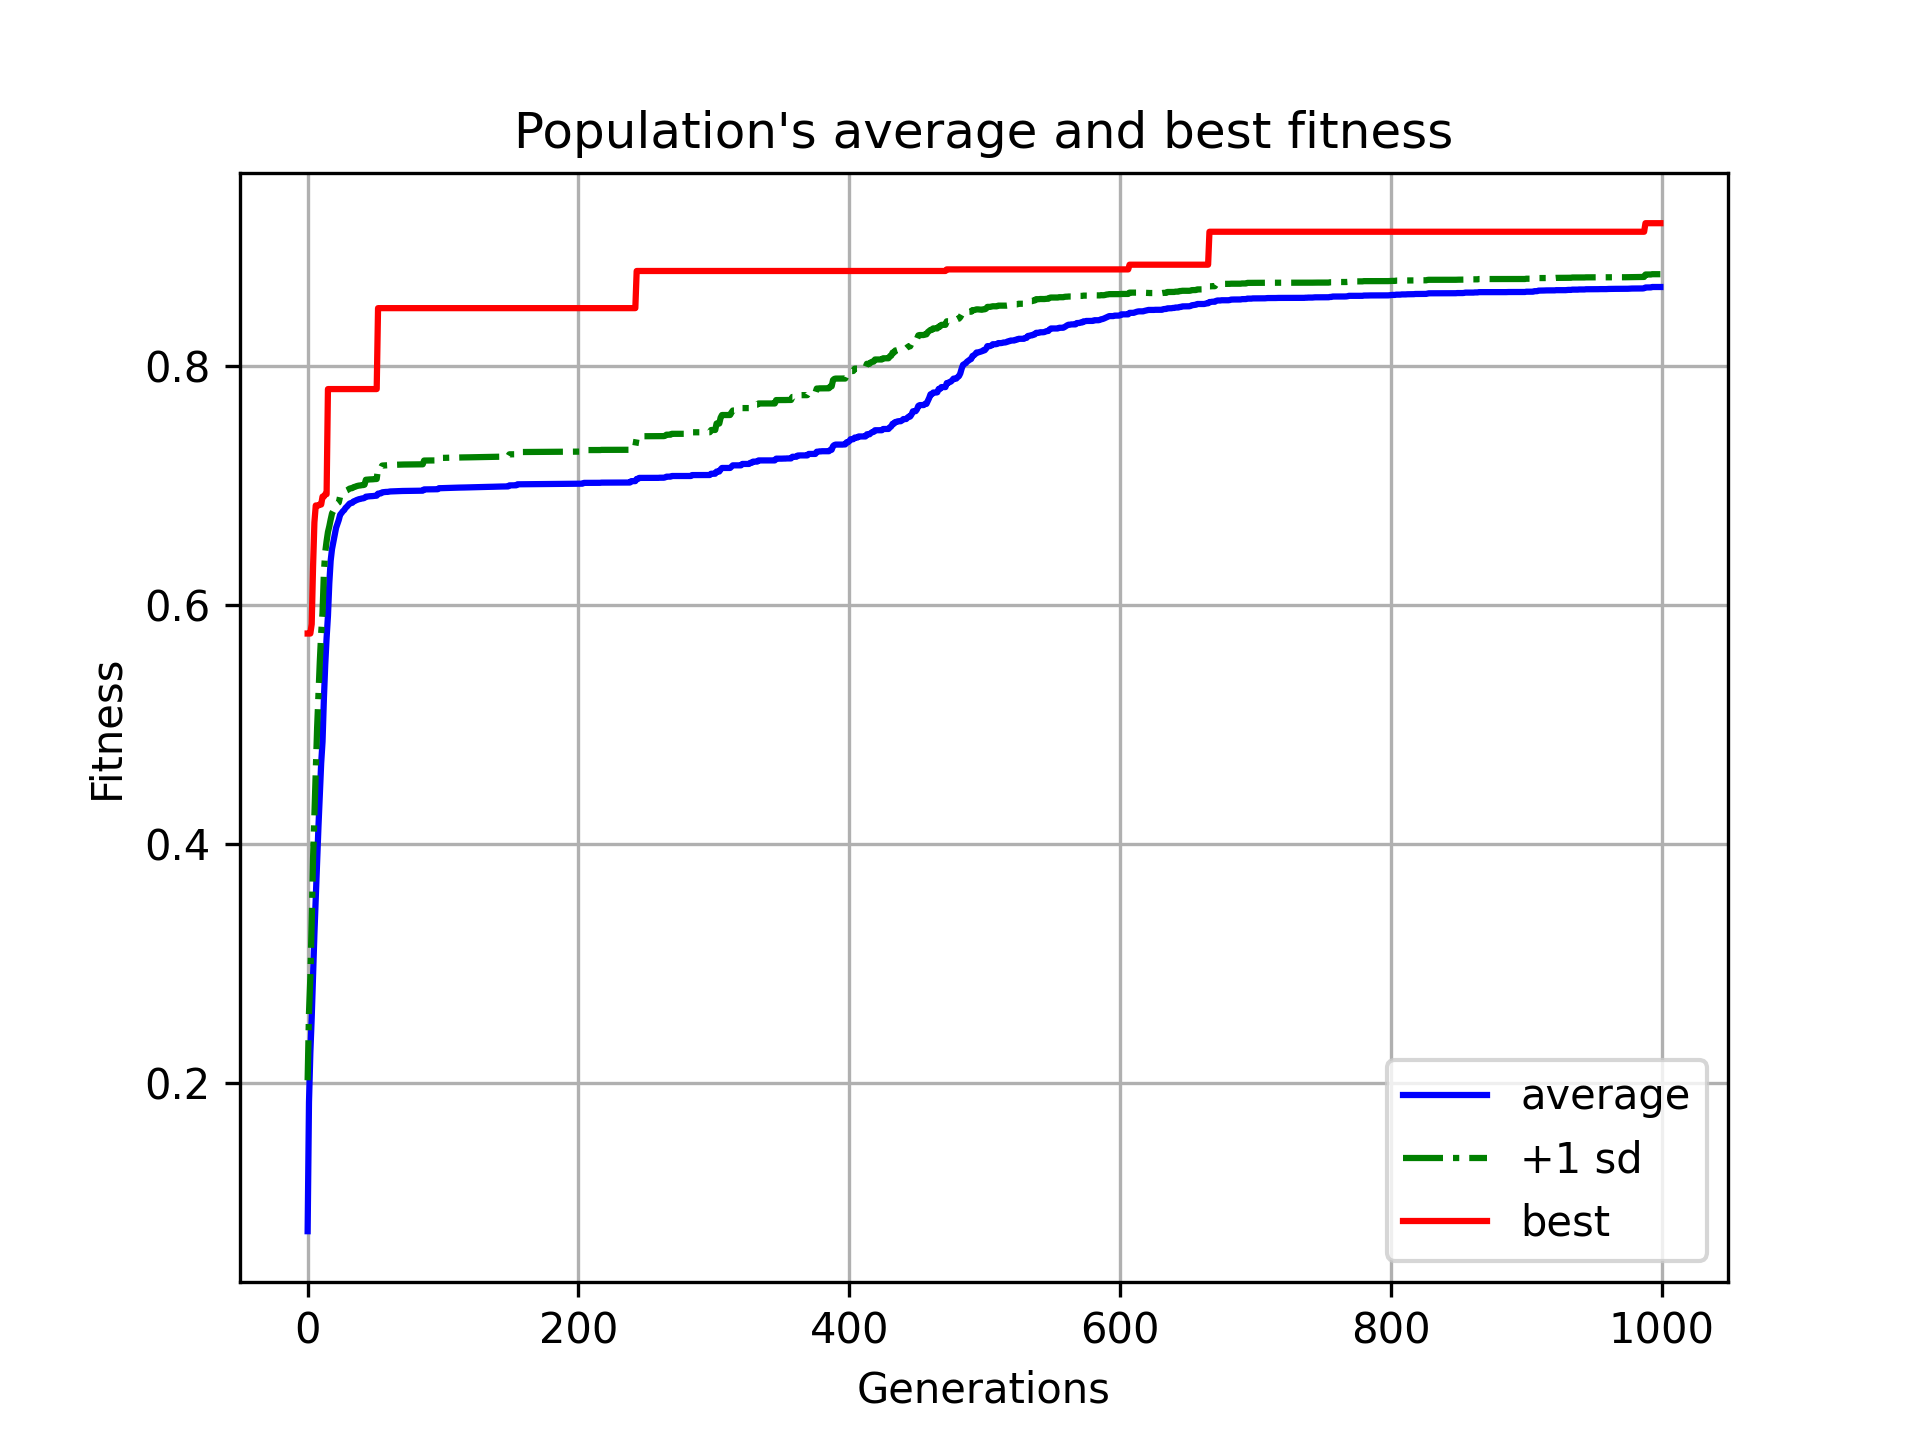 Population's average and best fitness
Fitness
0.8
0.6
0.4
0.2
0 200 400 600 800 1000
Generations
average
+1 sd
best